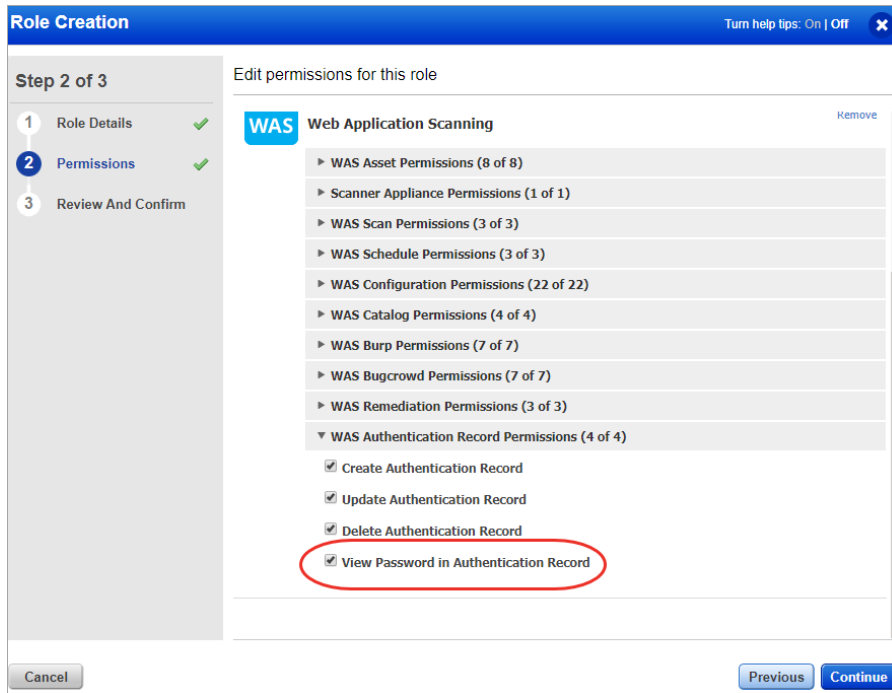 Role Creation
Turn help tips: On | Off
Step 2 of 3
1 Role Details
2 Permissions
3 Review And Confirm
Edit permissions for this role
WAS Web Application Scanning
Remove
WAS Asset Permissions (8 of 8)
Scanner Appliance Permissions (1 of 1)
WAS Scan Permissions (3 of 3)
WAS Schedule Permissions (3 of 3)
WAS Configuration Permissions (22 of 22)
WAS Catalog Permissions (4 of 4)
WAS Burp Permissions (7 of 7)
WAS Bugcrowd Permissions (7 of 7)
WAS Remediation Permissions (3 of 3)
WAS Authentication Record Permissions (4 of 4)
Create Authentication Record
Update Authentication Record
Delete Authentication Record
View Password in Authentication Record
Cancel
Previous
Continue